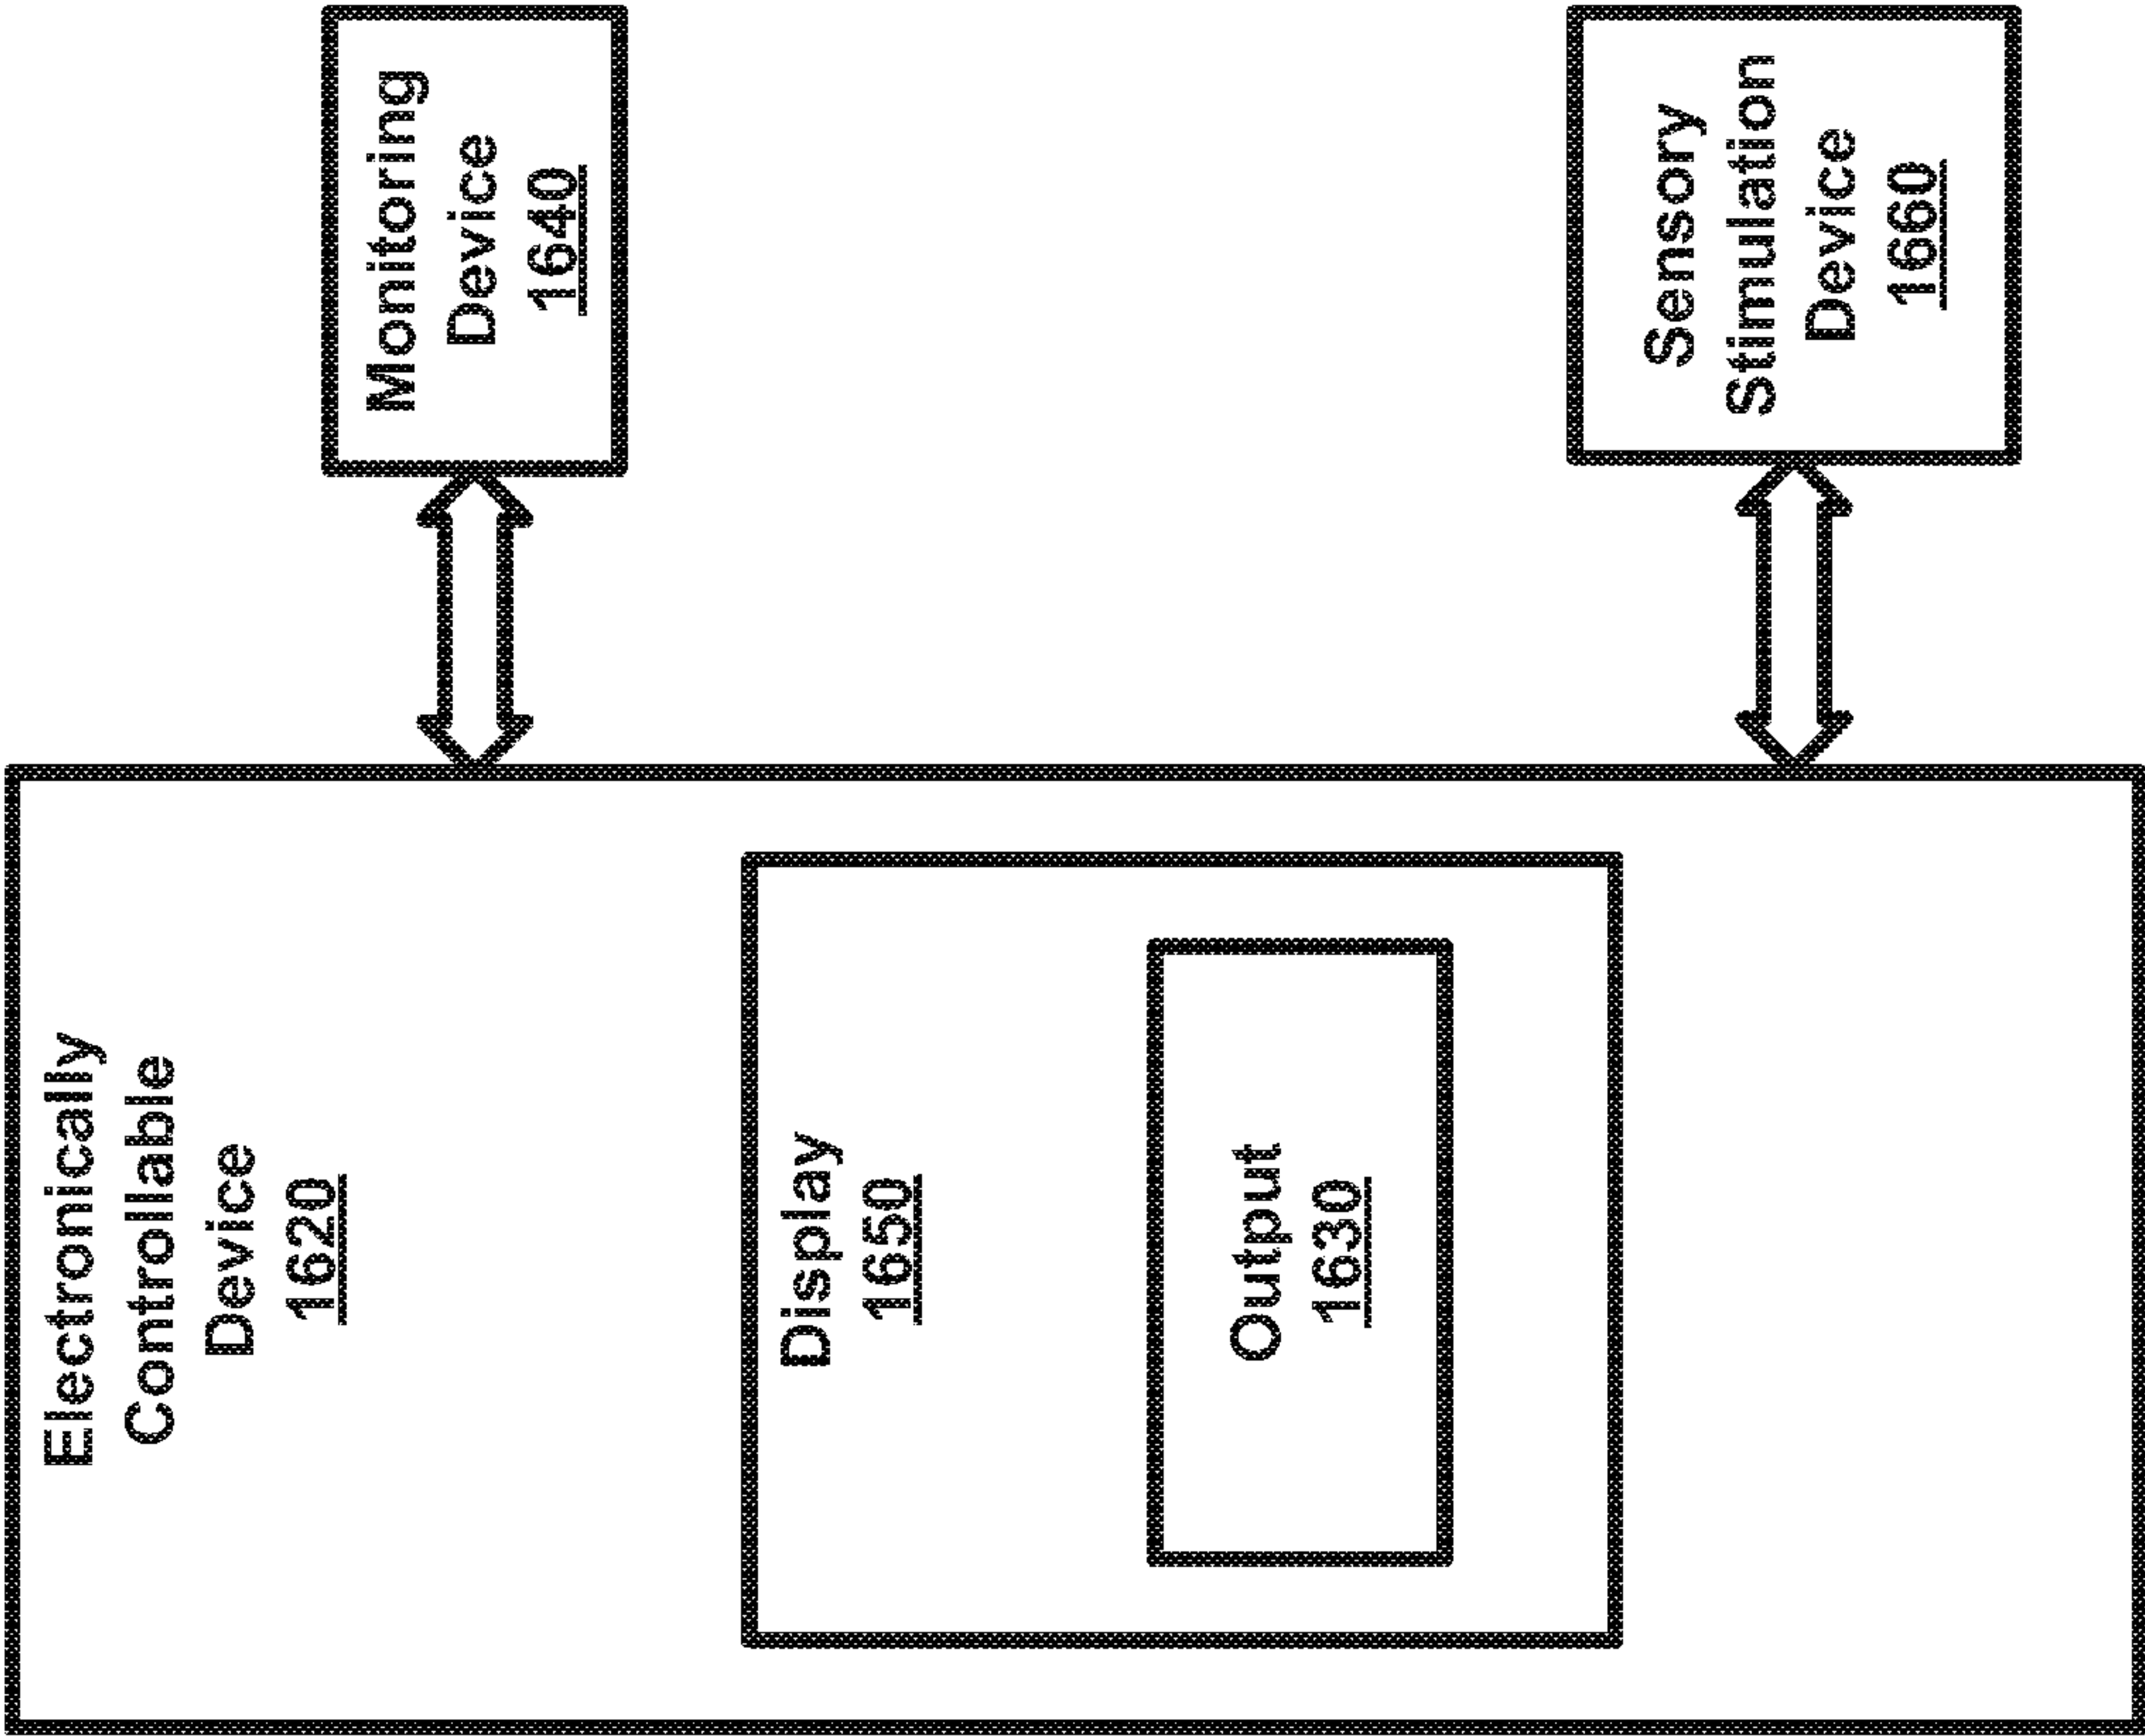 Electronically
Controllable
Device
1620
Display
1650
Output
1630
Monitoring
Device
1640
Sensory
Stimulation
Device
1660